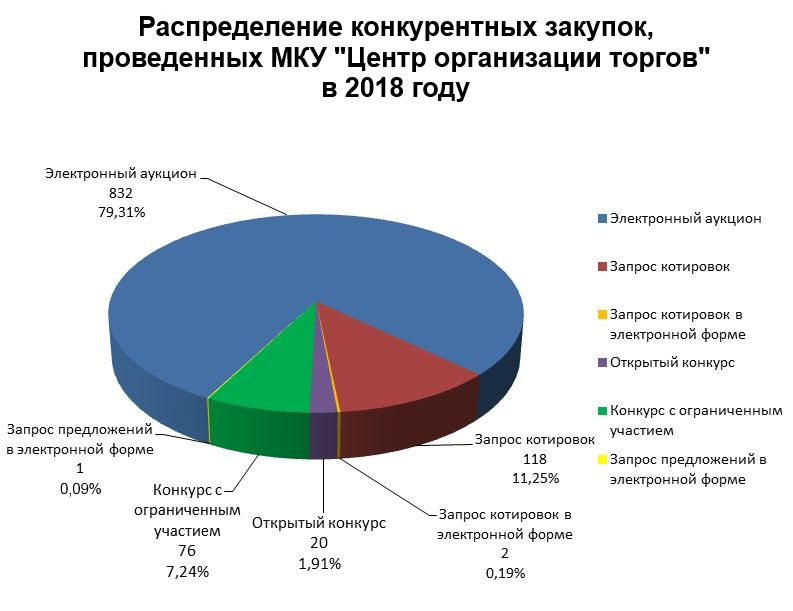 Распределение конкурентных закупок,
проведенных МКУ "Центр организации торгов"
в 2018 году
Электронный аукцион
832
79,31%
Электронный аукцион
Запрос котировок
Запрос котировок в
электронной форме
Открытый конкурс
Конкурс с ограниченным
участием
Запрос предложений в
электронной форме
Запрос предложений
в электронной форме
1
0,09%
Конкурс с
ограниченным
участием
76
7,24%
Открытый конкурс
20
1,91%
Запрос котировок в
электронной форме
2
0,19%
Запрос котировок
118
11,25%